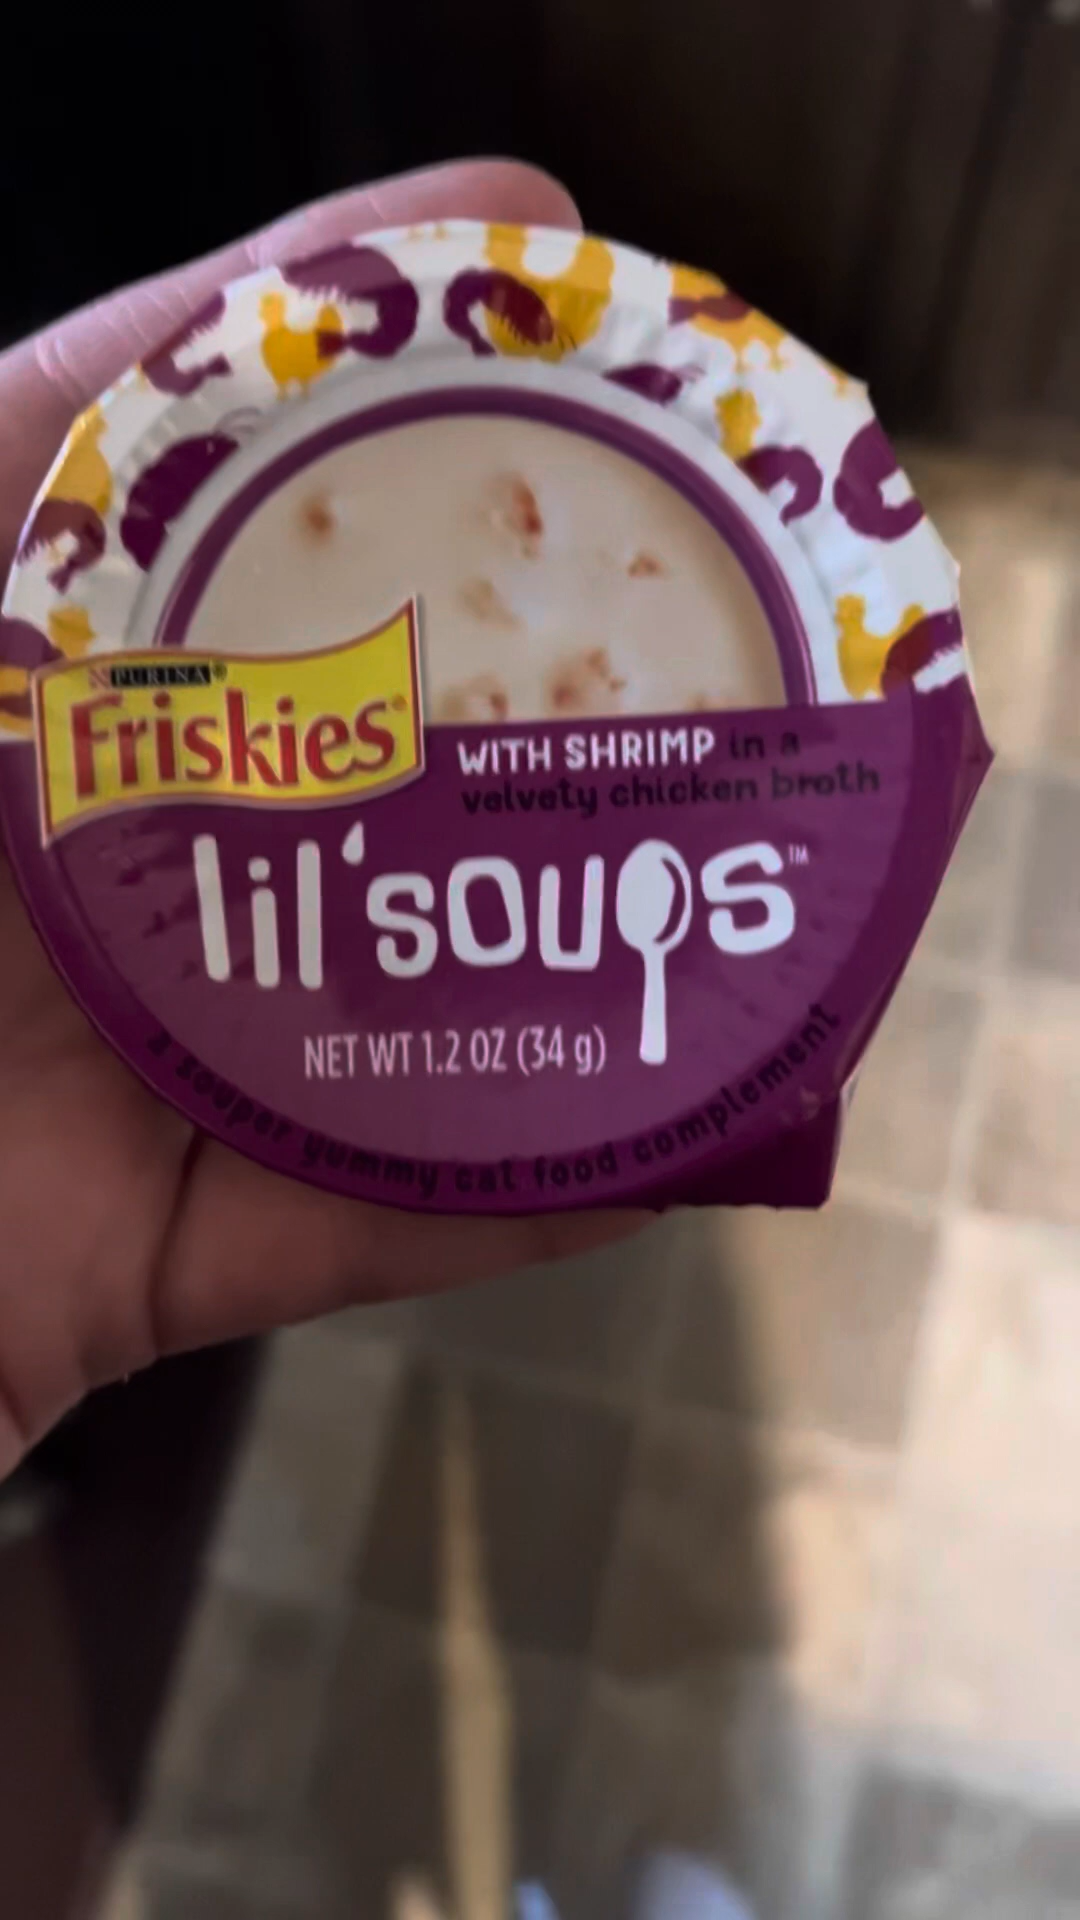 PURINA®
Friskies®
WITH SHRIMP in a
velvety chicken broth
lil'soups™
NET WT 1.2 OZ (34 g)
a souper yummy cat food complement